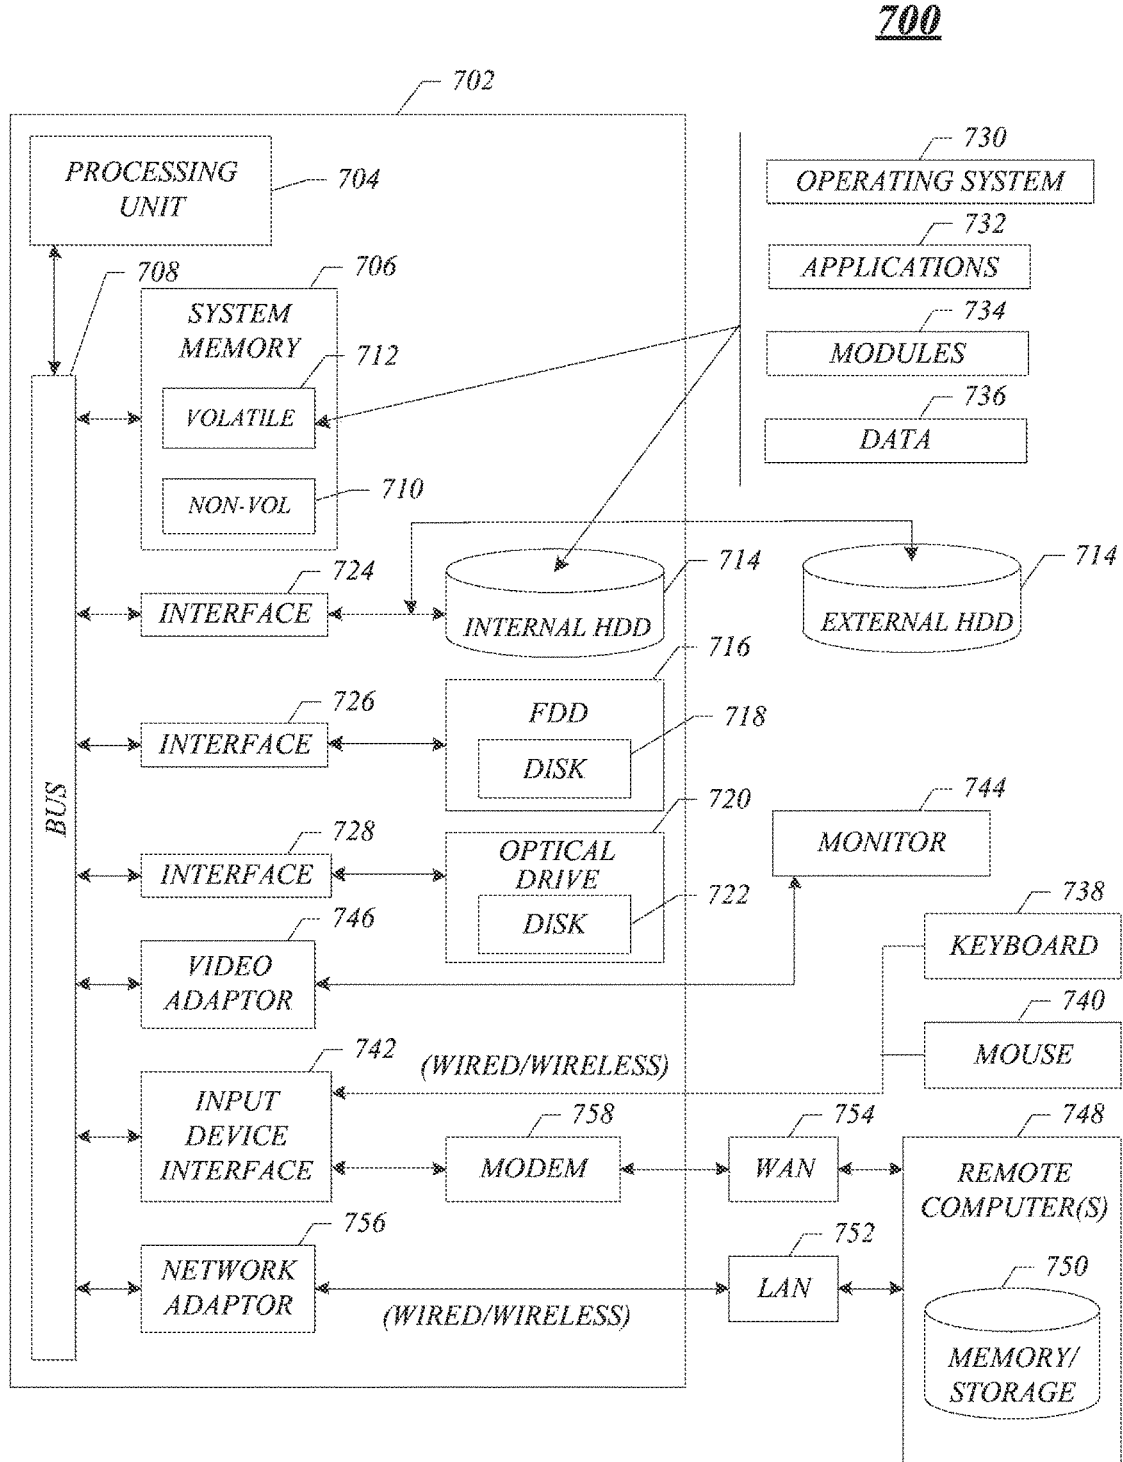 700
702
PROCESSING
UNIT
704
730
OPERATING SYSTEM
732
APPLICATIONS
734
MODULES
736
DATA
708
706
SYSTEM
MEMORY
712
VOLATILE
710
NON-VOL
BUS
724
INTERFACE
714
INTERNAL HDD
714
EXTERNAL HDD
716
FDD
726
INTERFACE
718
DISK
720
OPTICAL
DRIVE
728
INTERFACE
722
DISK
744
MONITOR
746
VIDEO
ADAPTOR
738
KEYBOARD
740
MOUSE
742
INPUT
DEVICE
INTERFACE
(WIRED/WIRELESS)
758
MODEM
754
WAN
748
REMOTE
COMPUTER(S)
756
NETWORK
ADAPTOR
(WIRED/WIRELESS)
752
LAN
750
MEMORY/
STORAGE